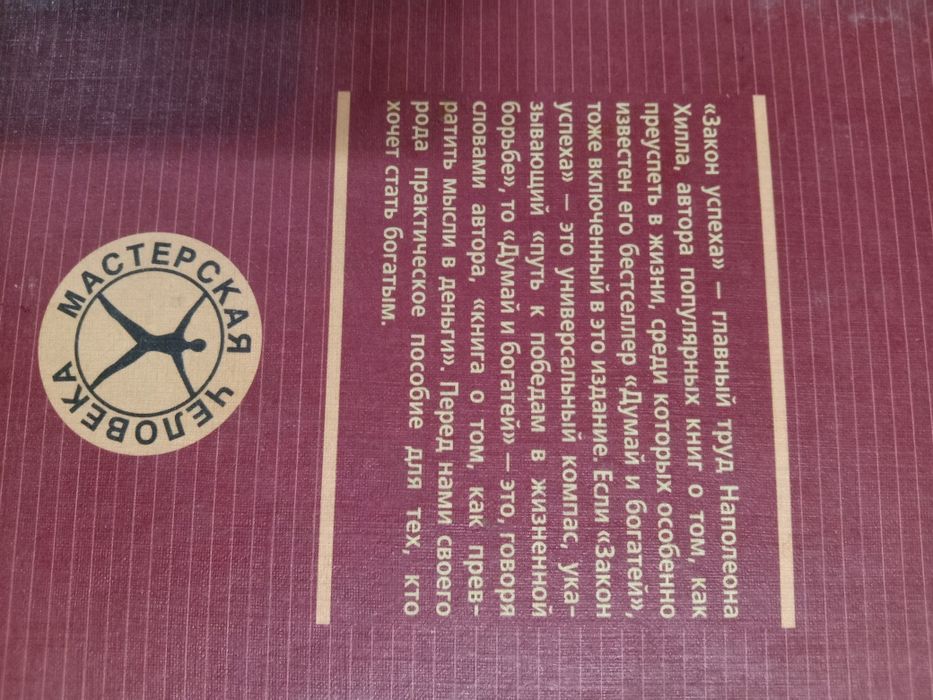 «Закон успеха» — главный труд Наполеона
Хилла, автора популярных книг о том, как
преуспеть в жизни, среди которых особенно
известен его бестселлер «Думай и богатей»,
тоже включенный в это издание. Если «Закон
успеха» — это универсальный компас, ука-
зывающий «путь к победам в жизненной
борьбе», то «Думай и богатей» — это, говоря
словами автора, «книга о том, как прев-
ратить мысли в деньги». Перед нами своего
рода практическое пособие для тех, кто
хочет стать богатым.
МАСТЕРСКАЯ
ЧЕЛОВЕКА